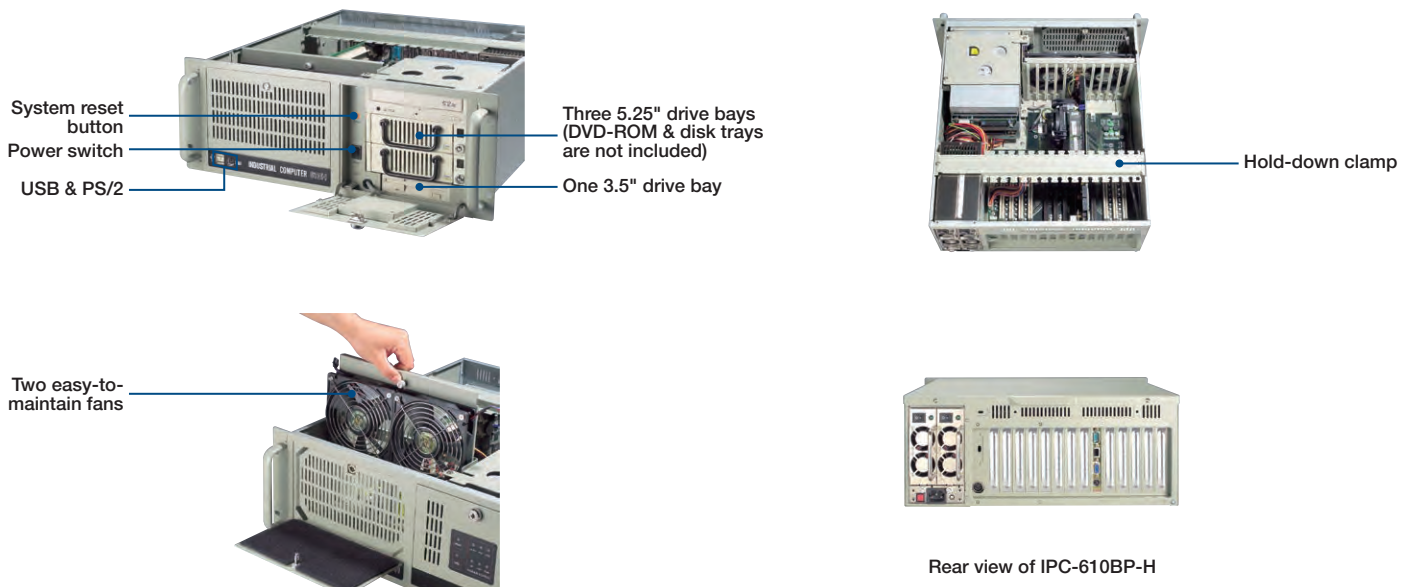 System reset
button
Power switch
USB & PS/2
INDUSTRIAL COMPUTER
Three 5.25" drive bays
(DVD-ROM & disk trays
are not included)
One 3.5" drive bay
Hold-down clamp
Two easy-to-
maintain fans
Rear view of IPC-610BP-H